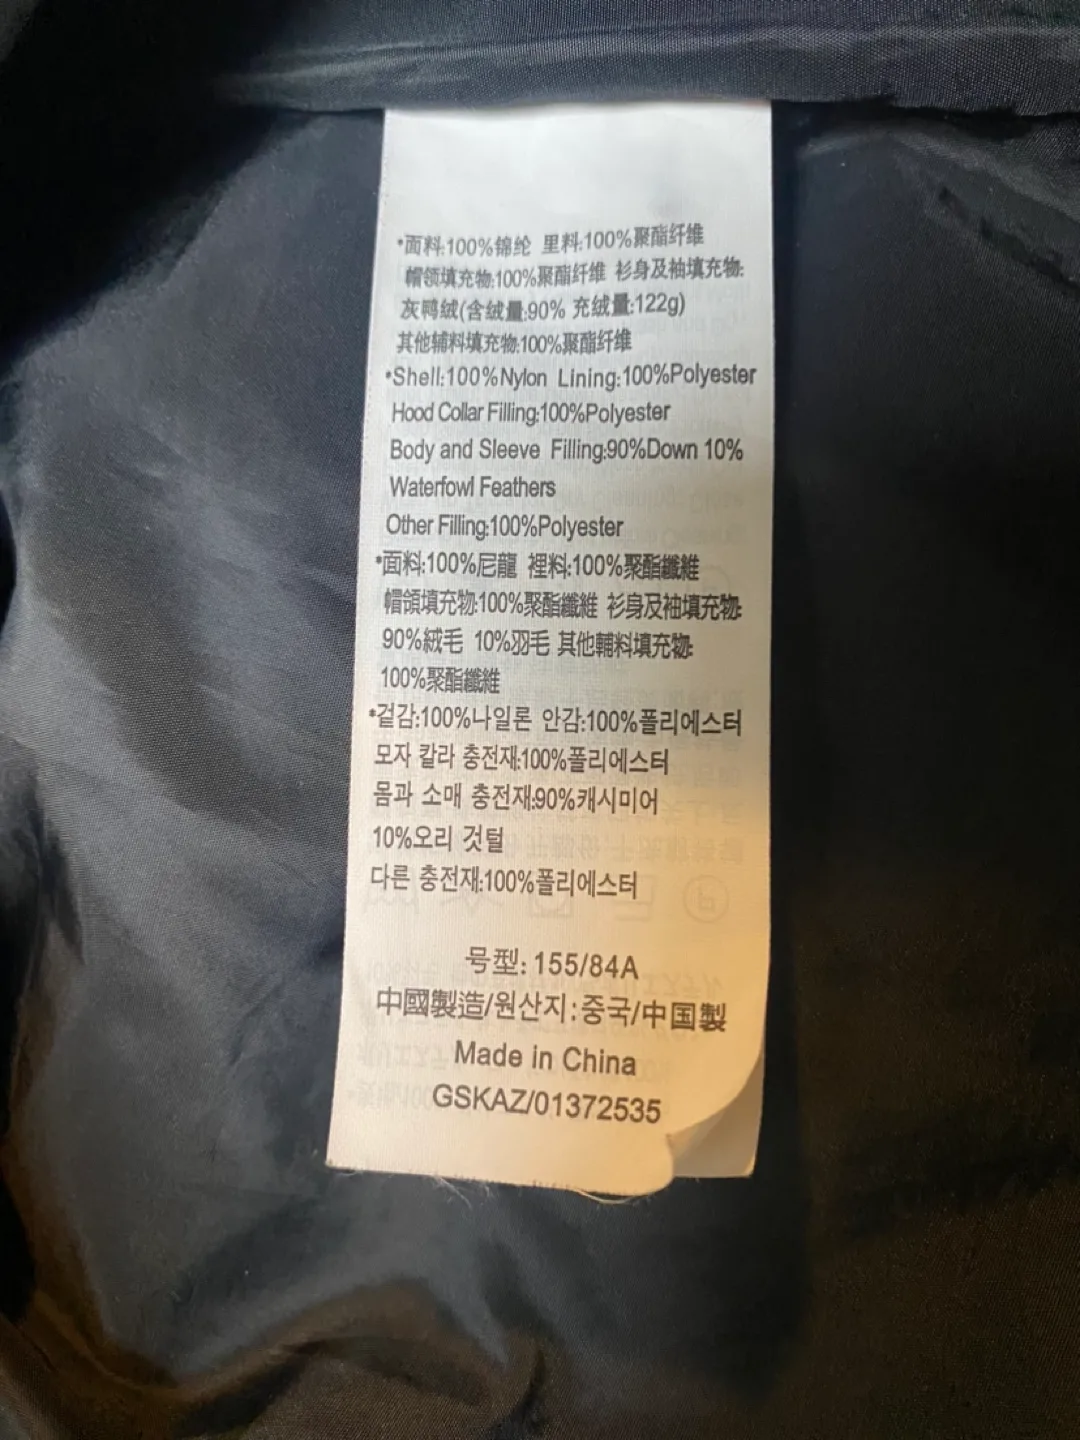 *面料:100%锦纶 里料:100%聚酯纤维
帽领填充物:100%聚酯纤维 衫身及袖填充物:
灰鸭绒(含绒量:90% 充绒量:122g)
其他辅料填充物:100%聚酯纤维
*Shell:100%Nylon Lining:100%Polyester
Hood Collar Filling:100%Polyester
Body and Sleeve Filling:90%Down 10%
Waterfowl Feathers
Other Filling:100%Polyester
*面料:100%尼龍 裡料:100%聚酯纖維
帽領填充物:100%聚酯纖維 衫身及袖填充物:
90%絨毛 10%羽毛 其他輔料填充物:
100%聚酯纖維
*겉감:100%나일론 안감:100%폴리에스터
모자 칼라 충전재:100%폴리에스터
몸과 소매 충전재:90%캐시미어
10%오리 것털
다른 충전재:100%폴리에스터
号型: 155/84A
中國製造/원산지:중국/中国製
Made in China
GSKAZ/01372535